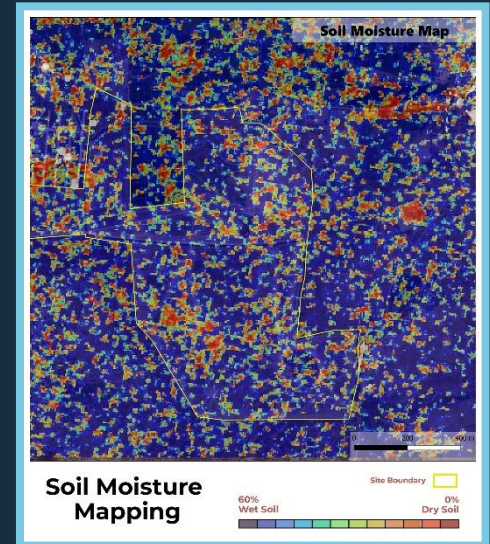 Soil Moisture Map
0 200 400 m
Soil Moisture
Mapping
Site Boundary
60% 0%
Wet Soil Dry Soil